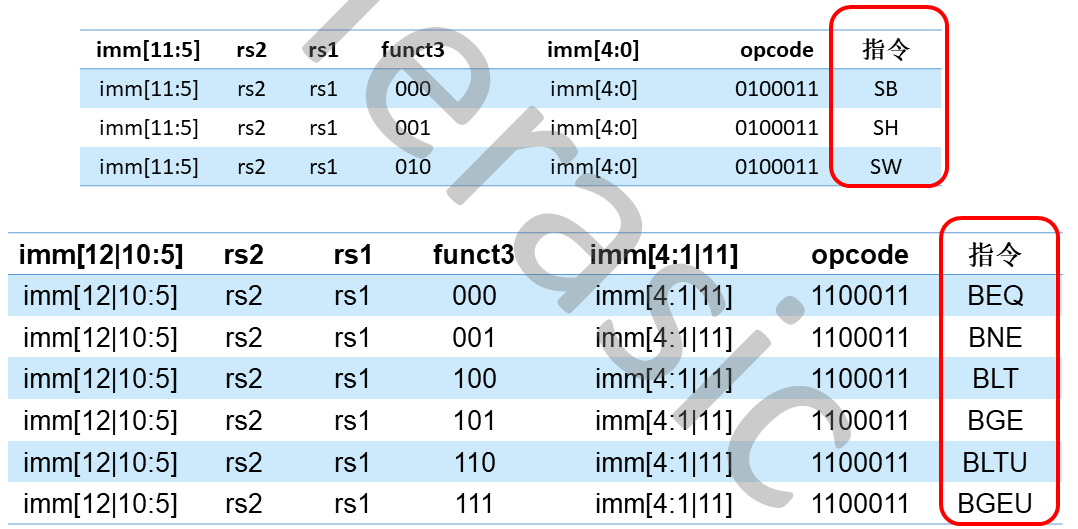 imm[11:5] rs2 rs1 funct3 imm[4:0] opcode 指令
imm[11:5] rs2 rs1 000 imm[4:0] 0100011 SB
imm[11:5] rs2 rs1 001 imm[4:0] 0100011 SH
imm[11:5] rs2 rs1 010 imm[4:0] 0100011 SW
imm[12|10:5] rs2 rs1 funct3 imm[4:1|11] opcode 指令
imm[12|10:5] rs2 rs1 000 imm[4:1|11] 1100011 BEQ
imm[12|10:5] rs2 rs1 001 imm[4:1|11] 1100011 BNE
imm[12|10:5] rs2 rs1 100 imm[4:1|11] 1100011 BLT
imm[12|10:5] rs2 rs1 101 imm[4:1|11] 1100011 BGE
imm[12|10:5] rs2 rs1 110 imm[4:1|11] 1100011 BLTU
imm[12|10:5] rs2 rs1 111 imm[4:1|11] 1100011 BGEU
terasic